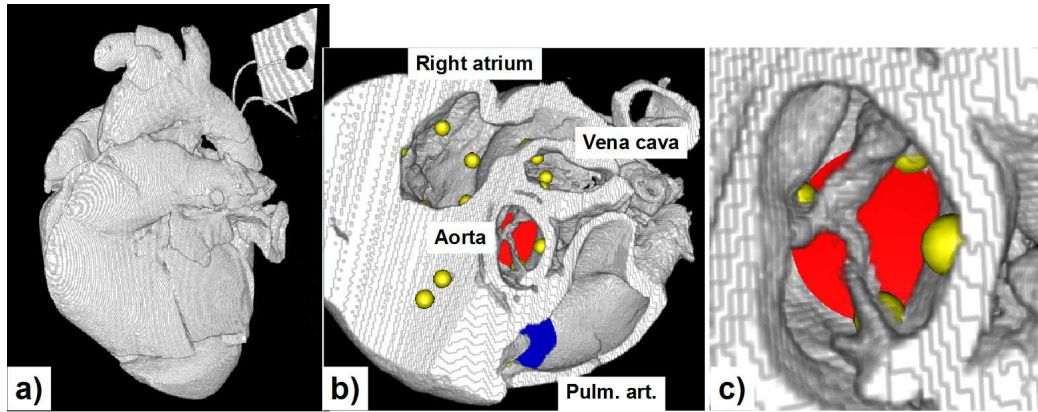 Right atrium
Vena cava
Aorta
Pulm. art.
a)
b)
c)